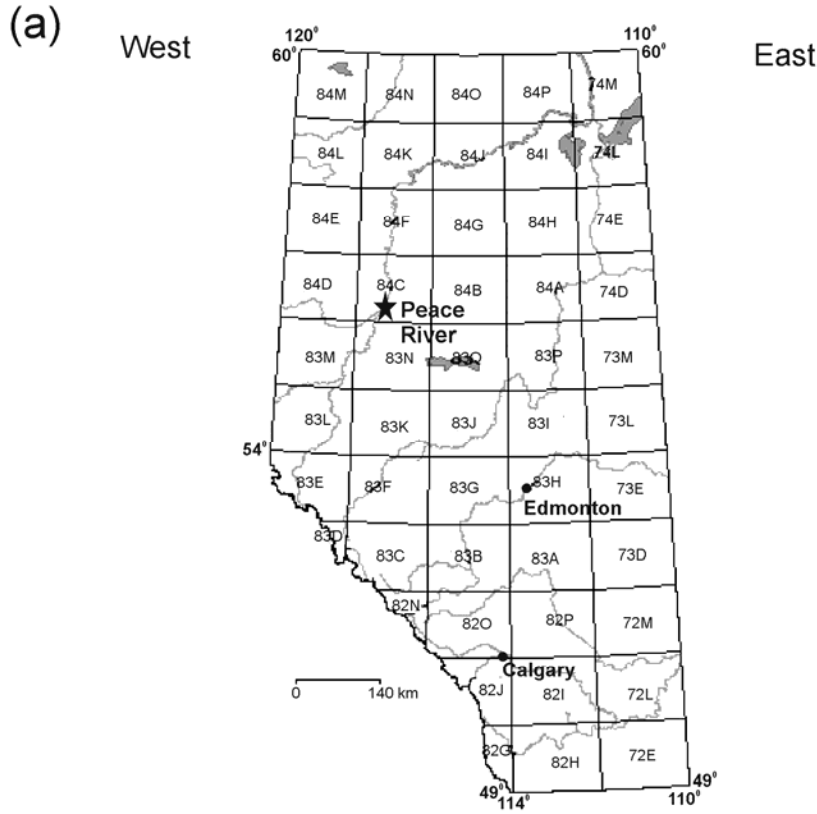 (a)
West
East
120°
110°
60°
60°
84M 84N 84O 84P 74M
84L 84K 84J 84I 74L
84E 84F 84G 84H 74E
84D 84C 84B 84A 74D
Peace
River
83M 83N 83O 83P 73M
83L 83K 83J 83I 73L
54°
83E 83F 83G 83H 73E
Edmonton
83D 83C 83B 83A 73D
82N 82O 82P 72M
Calgary
0 140 km
82J 82I 72L
82G 82H 72E
49°
114°
49°
110°